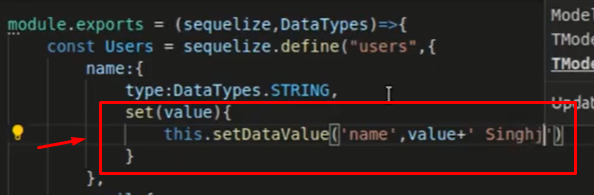 module.exports = (sequelize,DataTypes)=>{
const Users = sequelize.define("users",{
name:{
type:DataTypes.STRING,
set(value){
this.setDataValue('name',value+' Singhj')
}
},
Model
TMode
TMode
Updat